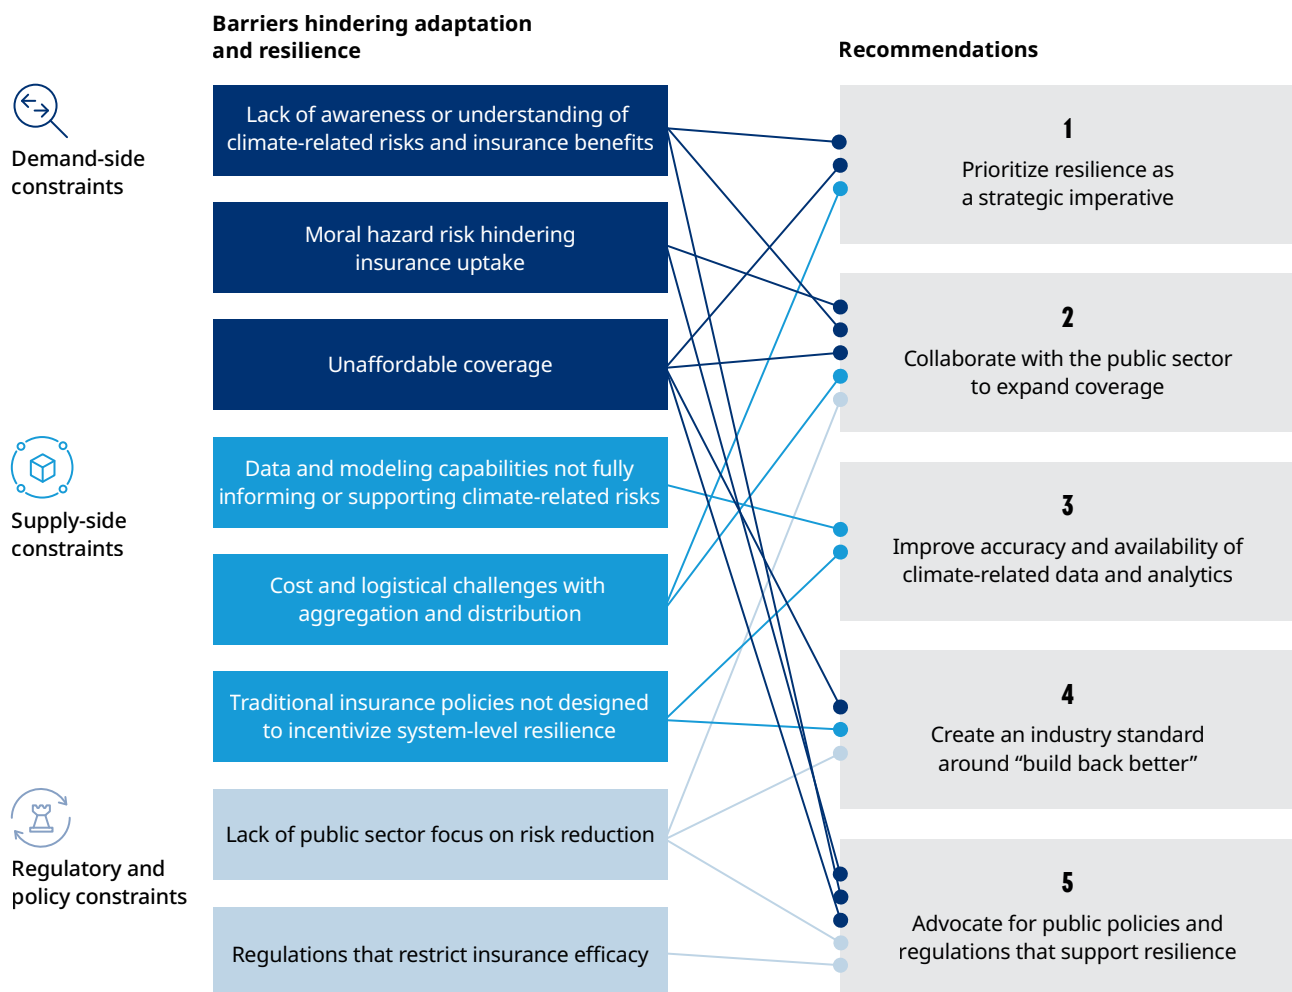 Barriers hindering adaptation
and resilience
Recommendations
Demand-side
constraints
Lack of awareness or understanding of
climate-related risks and insurance benefits
Moral hazard risk hindering
insurance uptake
Unaffordable coverage
Supply-side
constraints
Data and modeling capabilities not fully
informing or supporting climate-related risks
Cost and logistical challenges with
aggregation and distribution
Traditional insurance policies not designed
to incentivize system-level resilience
Regulatory and
policy constraints
Lack of public sector focus on risk reduction
Regulations that restrict insurance efficacy
1
Prioritize resilience as
a strategic imperative
2
Collaborate with the public sector
to expand coverage
3
Improve accuracy and availability of
climate-related data and analytics
4
Create an industry standard
around “build back better”
5
Advocate for public policies and
regulations that support resilience